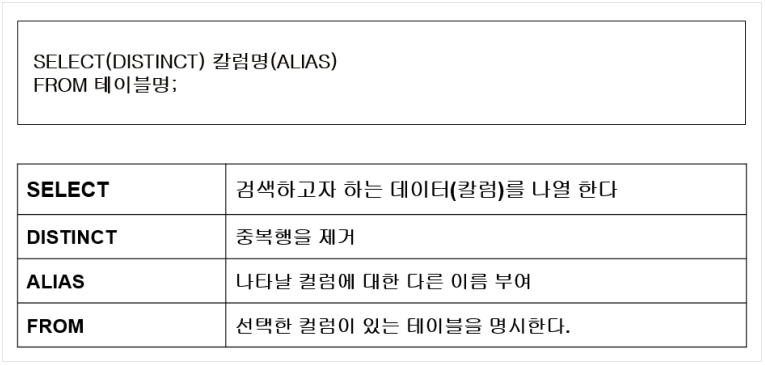 SELECT(DISTINCT) 칼럼명(ALIAS)
FROM 테이블명;
SELECT 검색하고자 하는 데이터(칼럼)를 나열 한다
DISTINCT 중복행을 제거
ALIAS 나타날 컬럼에 대한 다른 이름 부여
FROM 선택한 컬럼이 있는 테이블을 명시한다.